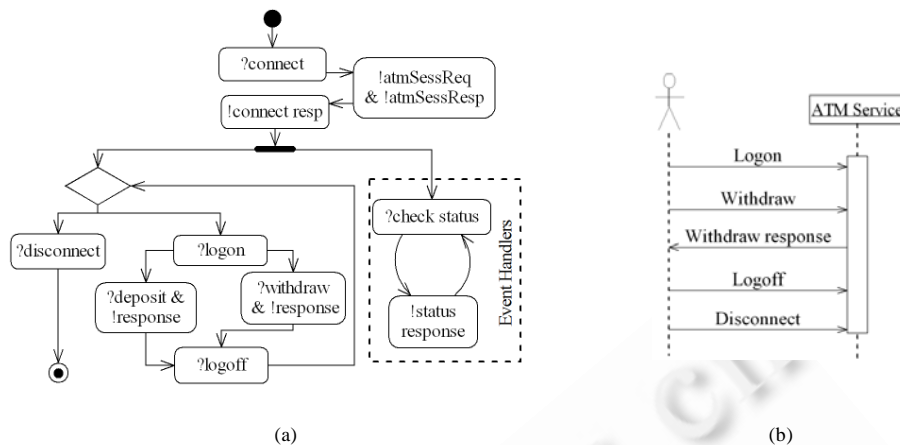 ?connect
!atmSessReq
& !atmSessResp
!connect resp
?check status
?disconnect
?logon
?deposit &
!response
?withdraw
& !response
!status
response
?logoff
Event Handlers
(a)
ATM Service
Logon
Withdraw
Withdraw response
Logoff
Disconnect
(b)